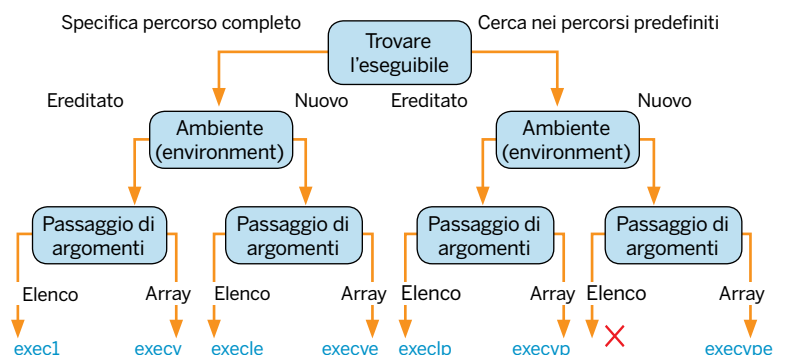 Specifica percorso completo
Trovare
l'eseguibile
Cerca nei percorsi predefiniti
Ereditato
Nuovo
Ereditato
Nuovo
Ambiente
(environment)
Ambiente
(environment)
Passaggio di
argomenti
Passaggio di
argomenti
Passaggio di
argomenti
Passaggio di
argomenti
Elenco
Array
Elenco
Array
Elenco
Array
Elenco
Array
exec1
execv
execle
execve
execlp
execvp
execvpe